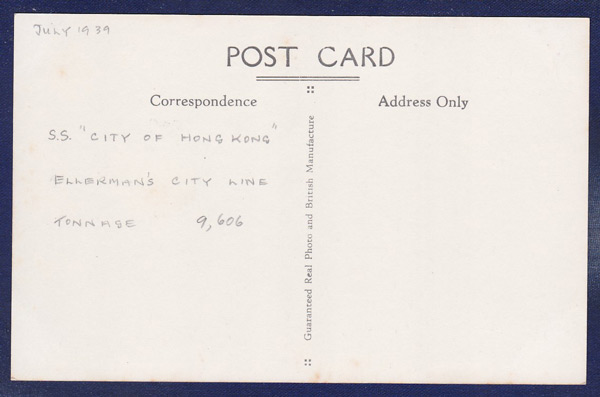 JULY 1939
POST CARD
Correspondence
Address Only
S.S. "CITY OF HONG KONG"
ELLERMAN'S CITY LINE
TONNAGE 9,606
Guaranteed Real Photo and British Manufacture